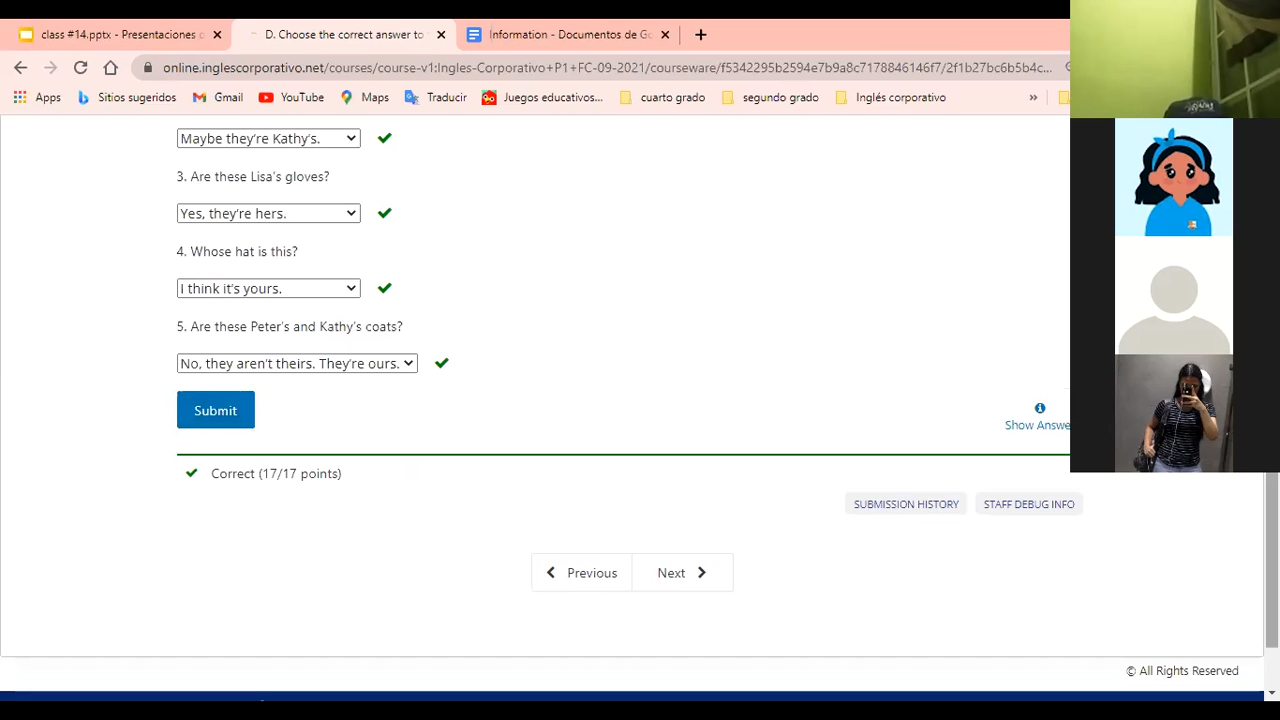 class #14.pptx - Presentaciones
D. Choose the correct answer to
Information - Documentos de Go
online.inglescorporativo.net/courses/course-v1:Ingles-Corporativo+P1+FC-09-2021/courseware/f5342295b2594e7b9a8c7178846146f7/2f1b27bc6b5b4c...
Apps
Sitios sugeridos
Gmail
YouTube
Maps
Traducir
Juegos educativos...
cuarto grado
segundo grado
Inglés corporativo
»
Maybe they're Kathy's.
3. Are these Lisa's gloves?
Yes, they're hers.
4. Whose hat is this?
I think it's yours.
5. Are these Peter's and Kathy's coats?
No, they aren't theirs. They're ours.
Submit
Show Answe
Correct (17/17 points)
SUBMISSION HISTORY
STAFF DEBUG INFO
Previous
Next
© All Rights Reserved